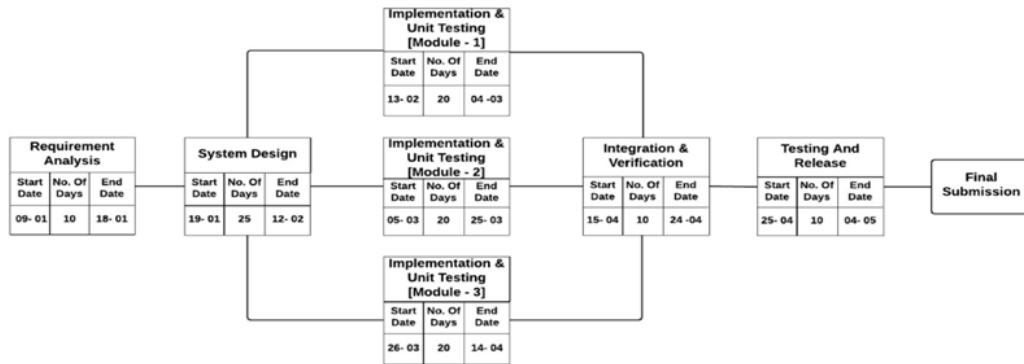 Implementation &
Unit Testing
[Module - 1]
Start Date No. Of Days End Date
13- 02 20 04 -03
Requirement
Analysis
Start Date No. Of Days End Date
09- 01 10 18- 01
System Design
Start Date No. Of Days End Date
19- 01 25 12- 02
Implementation &
Unit Testing
[Module - 2]
Start Date No. Of Days End Date
05- 03 20 25- 03
Implementation &
Unit Testing
[Module - 3]
Start Date No. Of Days End Date
26- 03 20 14- 04
Integration &
Verification
Start Date No. Of Days End Date
15- 04 10 24 -04
Testing And
Release
Start Date No. Of Days End Date
25- 04 10 04- 05
Final
Submission